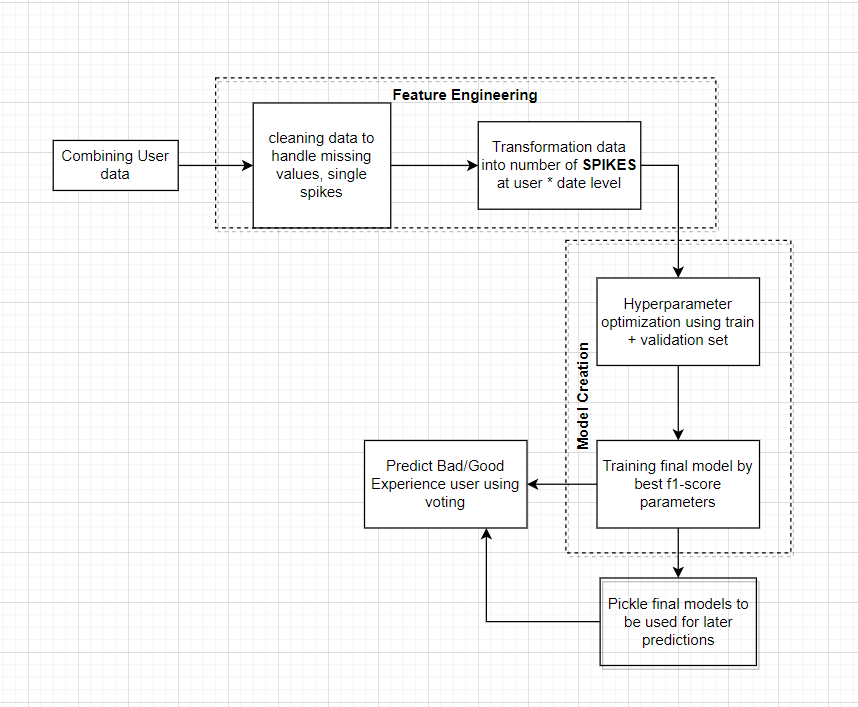 Feature Engineering
Combining User
data
cleaning data to
handle missing
values, single
spikes
Transformation data
into number of SPIKES
at user * date level
Model Creation
Hyperparameter
optimization using train
+ validation set
Training final model by
best f1-score
parameters
Predict Bad/Good
Experience user using
voting
Pickle final models to
be used for later
predictions